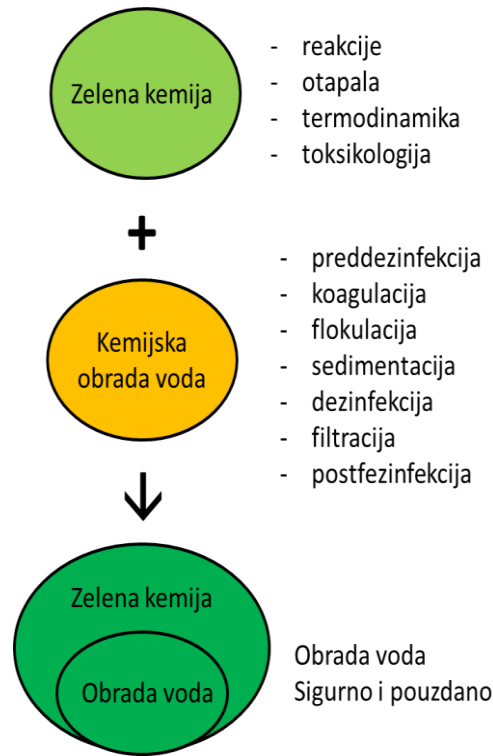 Zelena kemija
- reakcije
- otapala
- termodinamika
- toksikologija
+
Kemijska
obrada voda
- preddezinfekcija
- koagulacija
- flokulacija
- sedimentacija
- dezinfekcija
- filtracija
- postfezinfekcija
Zelena kemija
Obrada voda
Obrada voda
Sigurno i pouzdano